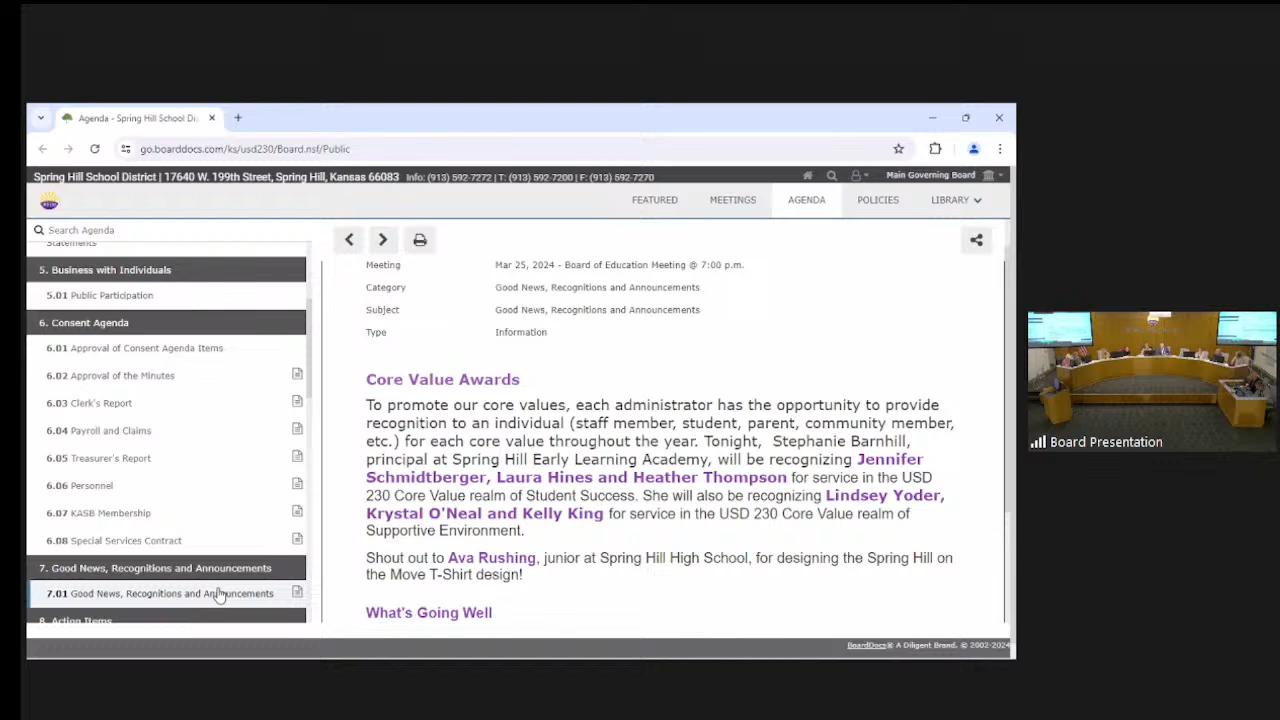 Agenda - Spring Hill School Di
go.boarddocs.com/ks/usd230/Board.nsf/Public
Spring Hill School District | 17640 W. 199th Street, Spring Hill, Kansas 66083 Info: (913) 592-7272 | T: (913) 592-7200 | F: (913) 592-7270
Main Governing Board
FEATURED MEETINGS AGENDA POLICIES LIBRARY
Search Agenda
Statements
5. Business with Individuals
5.01 Public Participation
6. Consent Agenda
6.01 Approval of Consent Agenda Items
6.02 Approval of the Minutes
6.03 Clerk's Report
6.04 Payroll and Claims
6.05 Treasurer's Report
6.06 Personnel
6.07 KASB Membership
6.08 Special Services Contract
7. Good News, Recognitions and Announcements
7.01 Good News, Recognitions and Announcements
8. Action Items
Meeting Mar 25, 2024 - Board of Education Meeting @ 7:00 p.m.
Category Good News, Recognitions and Announcements
Subject Good News, Recognitions and Announcements
Type Information
Core Value Awards
To promote our core values, each administrator has the opportunity to provide
recognition to an individual (staff member, student, parent, community member,
etc.) for each core value throughout the year. Tonight, Stephanie Barnhill,
principal at Spring Hill Early Learning Academy, will be recognizing Jennifer
Schmidtberger, Laura Hines and Heather Thompson for service in the USD
230 Core Value realm of Student Success. She will also be recognizing Lindsey Yoder,
Krystal O'Neal and Kelly King for service in the USD 230 Core Value realm of
Supportive Environment.
Shout out to Ava Rushing, junior at Spring Hill High School, for designing the Spring Hill on
the Move T-Shirt design!
What's Going Well
BoardDocs® A Diligent Brand. © 2002-2024
Board Presentation